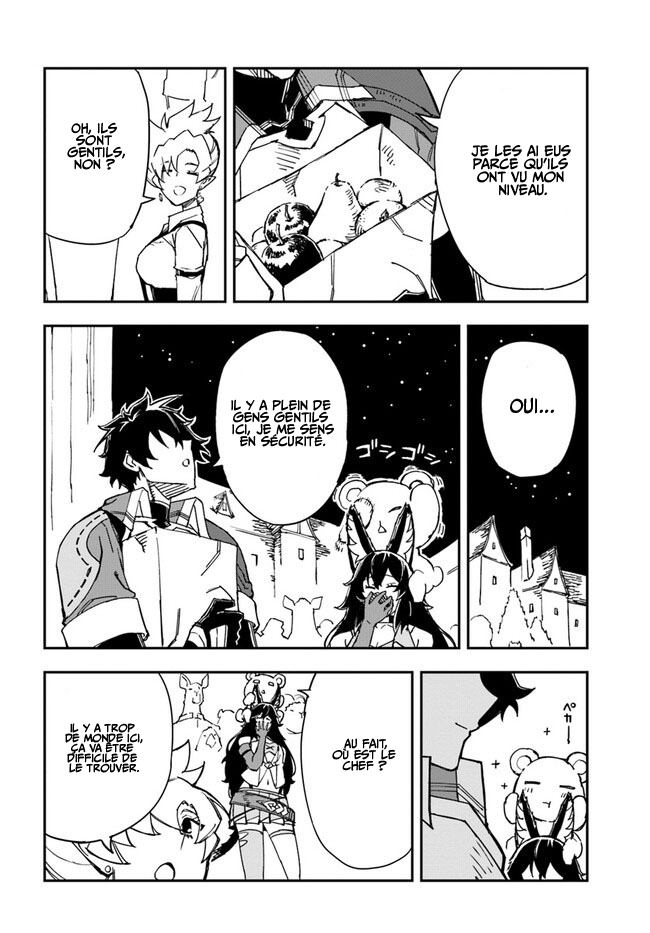 JE LES AI EUS
PARCE QU'ILS
ONT VU MON
NIVEAU.
OH, ILS
SONT
GENTILS,
NON ?
OUI...
IL Y A PLEIN DE
GENS GENTILS
ICI, JE ME SENS
EN SÉCURITÉ.
ゴシ ゴシ
ペカー
AU FAIT,
OÙ EST LE
CHEF ?
IL Y A TROP
DE MONDE ICI,
ÇA VA ÊTRE
DIFFICILE DE
LE TROUVER.